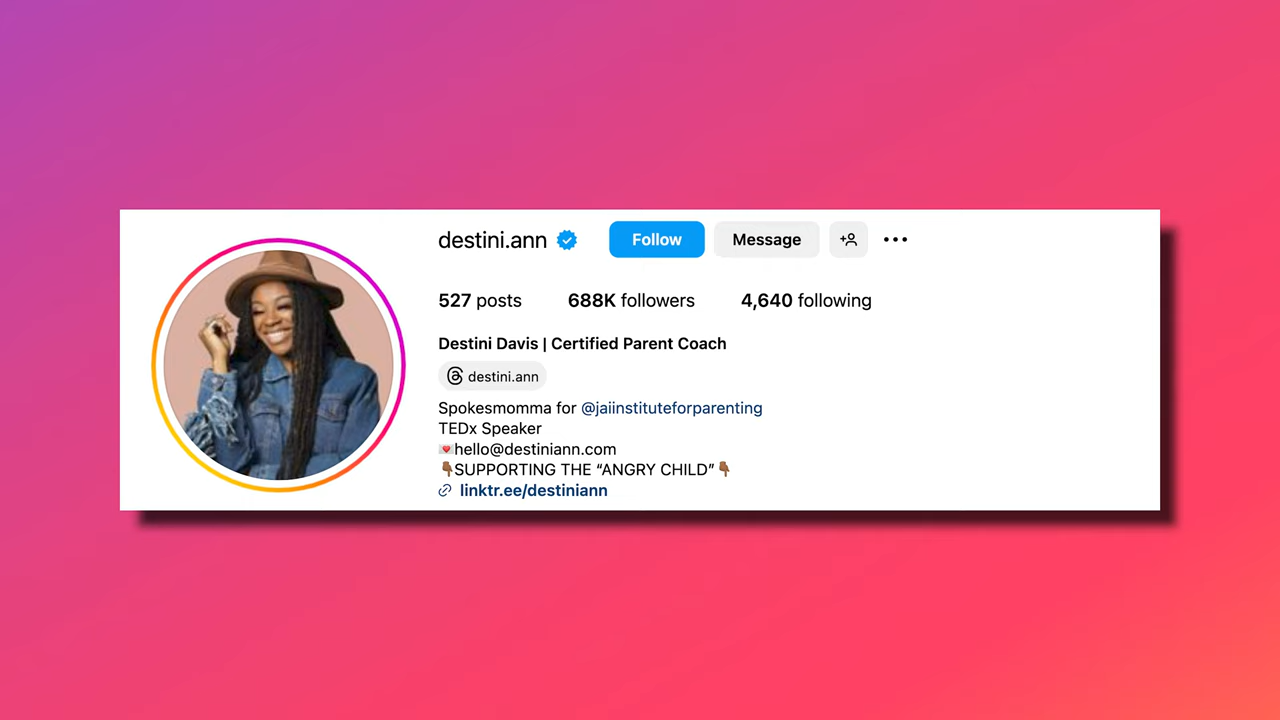 destini.ann Follow Message
527 posts 688K followers 4,640 following
Destini Davis | Certified Parent Coach
destini.ann
Spokesmomma for @jaiinstituteforparenting
TEDx Speaker
💌hello@destiniann.com
👇🏾SUPPORTING THE “ANGRY CHILD”👇🏾
linktr.ee/destiniann